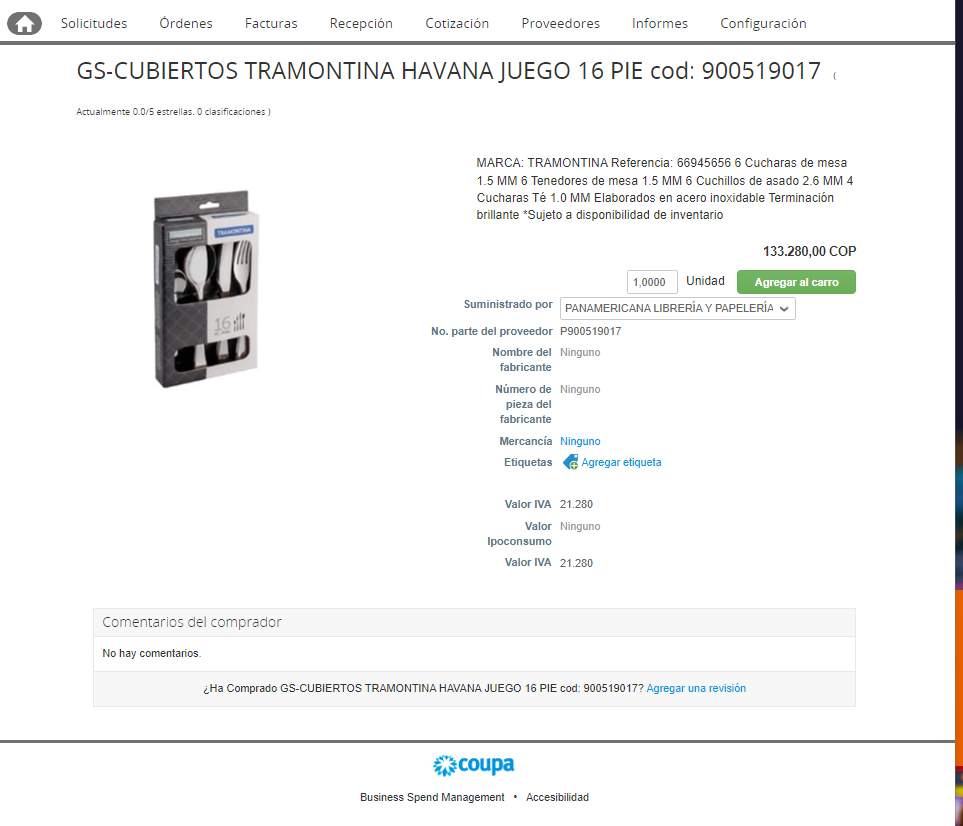 Solicitudes Órdenes Facturas Recepción Cotización Proveedores Informes Configuración
GS-CUBIERTOS TRAMONTINA HAVANA JUEGO 16 PIE cod: 900519017 (
Actualmente 0.0/5 estrellas. 0 clasificaciones )
TRAMONTINA
16
MARCA: TRAMONTINA Referencia: 66945656 6 Cucharas de mesa
1.5 MM 6 Tenedores de mesa 1.5 MM 6 Cuchillos de asado 2.6 MM 4
Cucharas Té 1.0 MM Elaborados en acero inoxidable Terminación
brillante *Sujeto a disponibilidad de inventario
133.280,00 COP
1,0000 Unidad Agregar al carro
Suministrado por PANAMERICANA LIBRERÍA Y PAPELERÍA
No. parte del proveedor P900519017
Nombre del fabricante Ninguno
Número de pieza del fabricante Ninguno
Mercancía Ninguno
Etiquetas Agregar etiqueta
Valor IVA 21.280
Valor Ipoconsumo Ninguno
Valor IVA 21.280
Comentarios del comprador
No hay comentarios.
¿Ha Comprado GS-CUBIERTOS TRAMONTINA HAVANA JUEGO 16 PIE cod: 900519017? Agregar una revisión
coupa
Business Spend Management • Accesibilidad